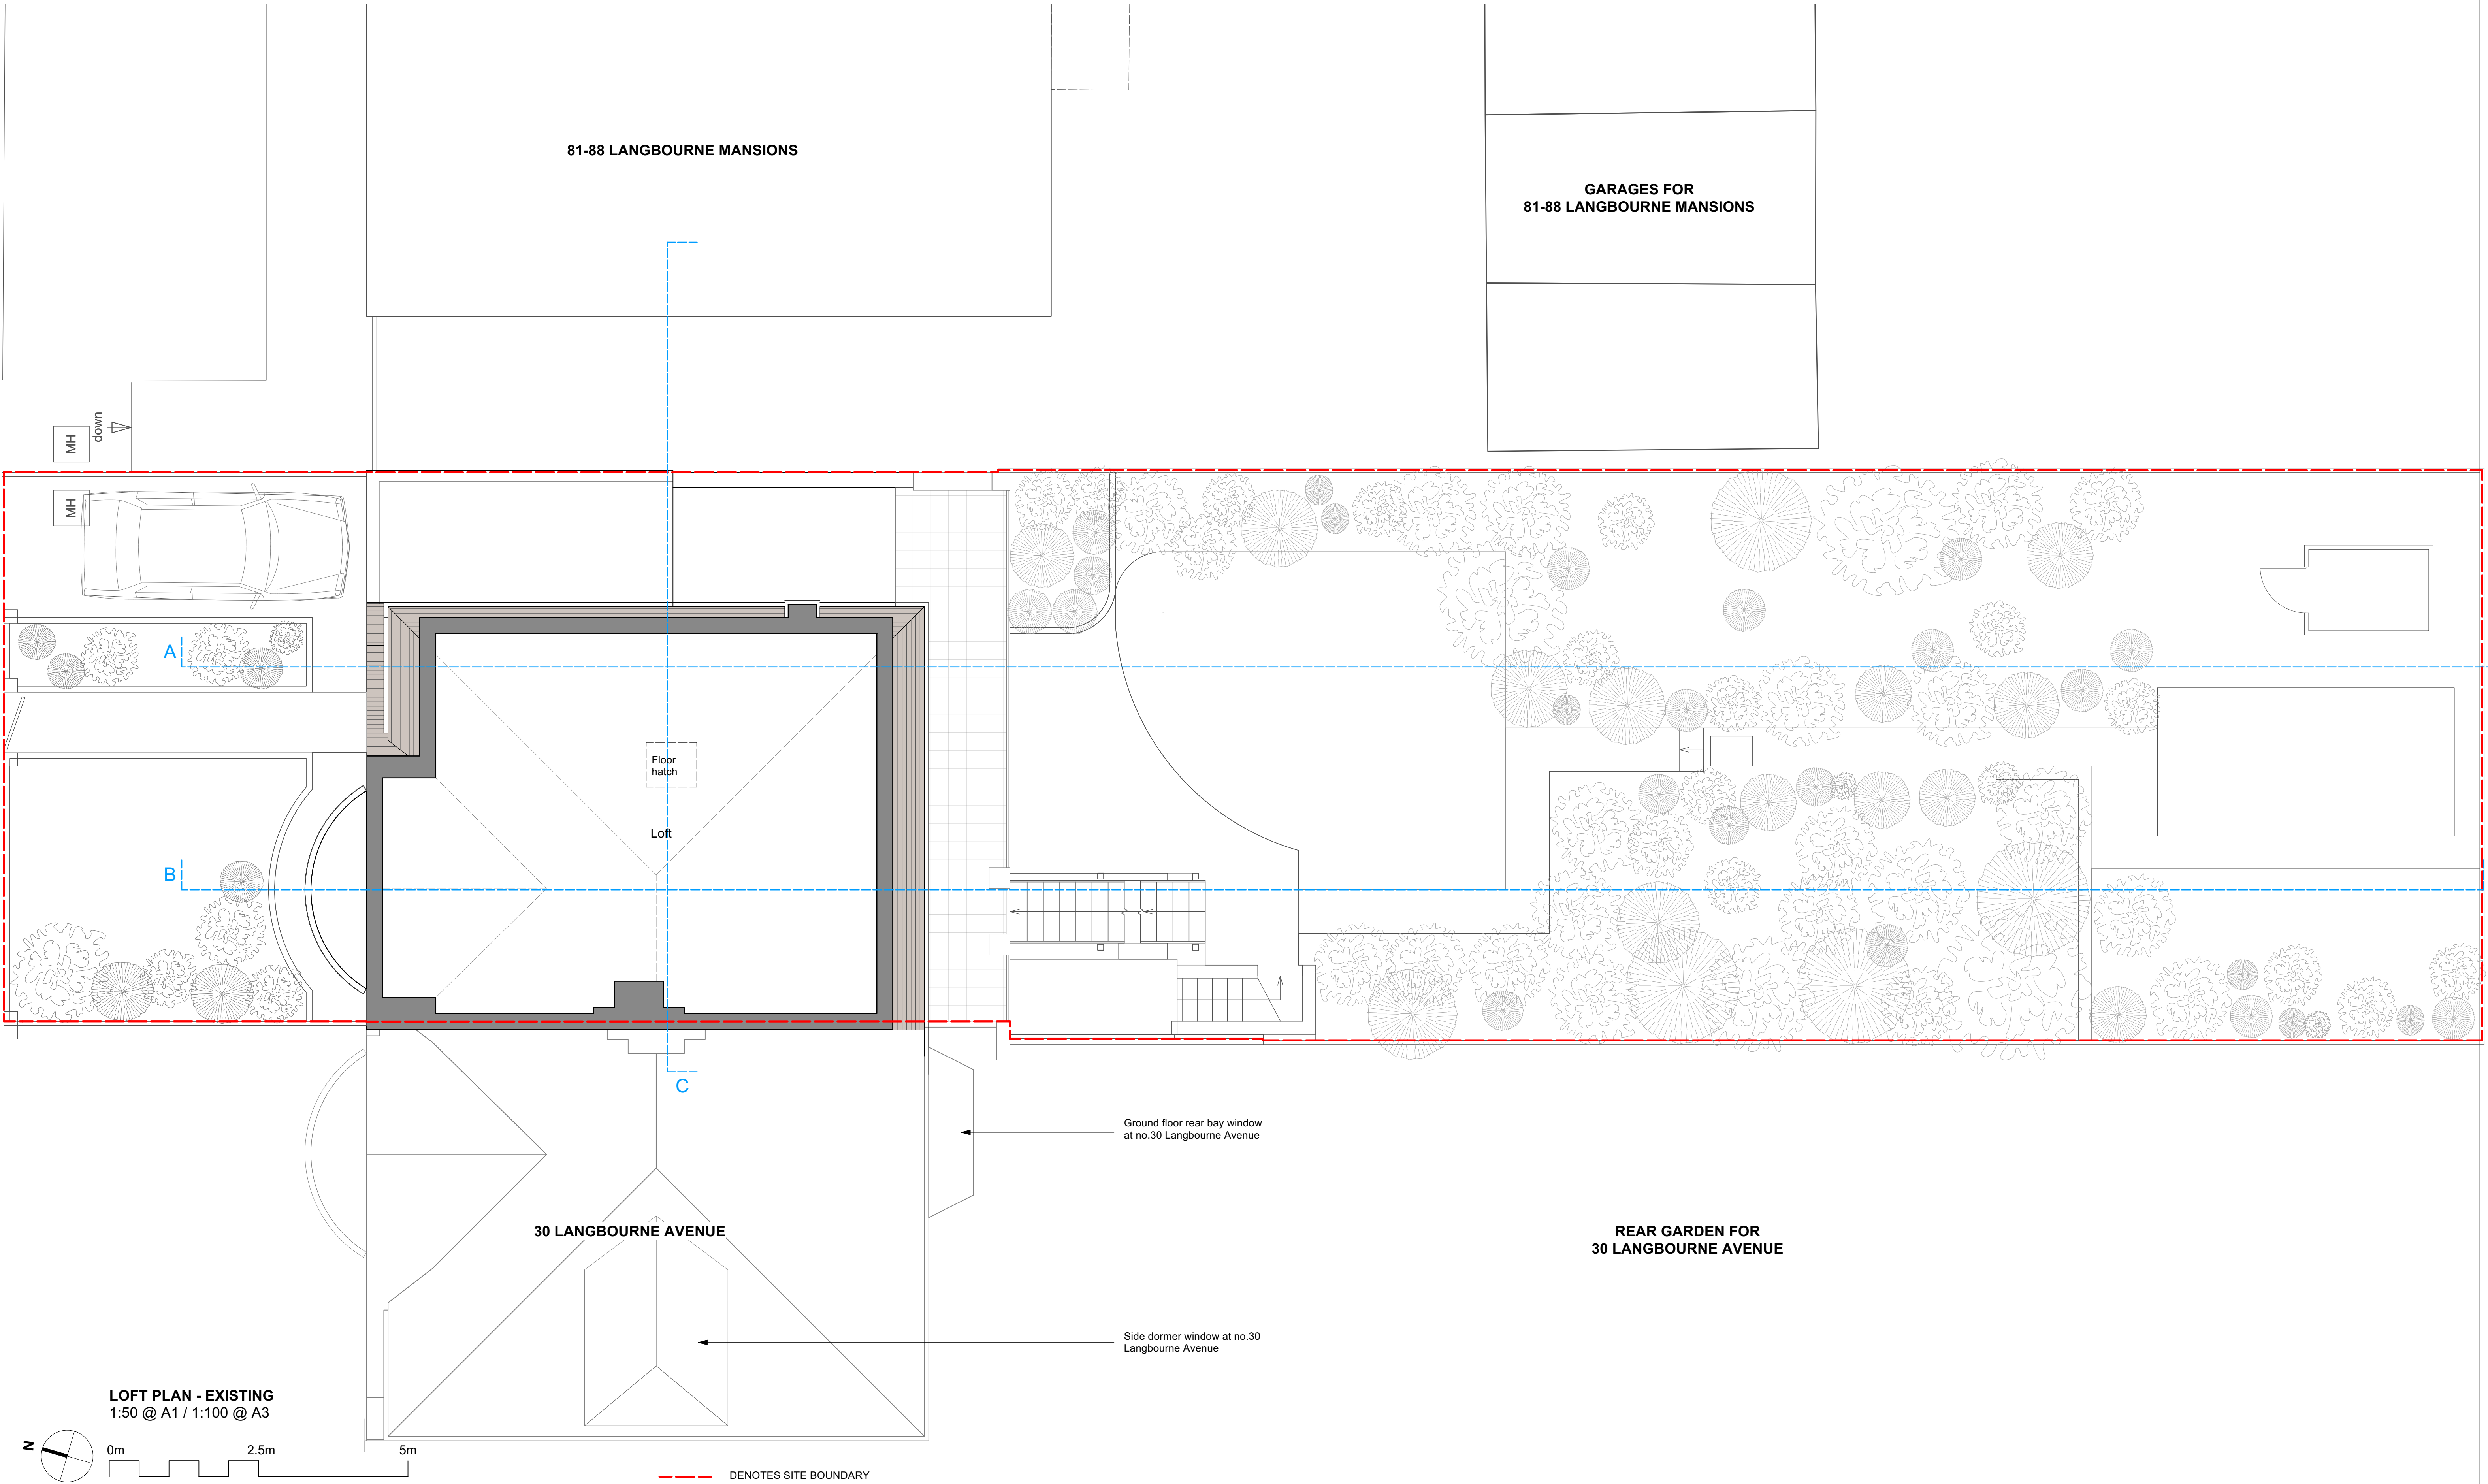 81-88 LANGBOURNE MANSIONS
GARAGES FOR
81-88 LANGBOURNE MANSIONS
MH
down
MH
A
Floor
hatch
Loft
B
C
Ground floor rear bay window
at no.30 Langbourne Avenue
30 LANGBOURNE AVENUE
REAR GARDEN FOR
30 LANGBOURNE AVENUE
Side dormer window at no.30
Langbourne Avenue
LOFT PLAN - EXISTING
1:50 @ A1 / 1:100 @ A3
N
0m 2.5m 5m
DENOTES SITE BOUNDARY